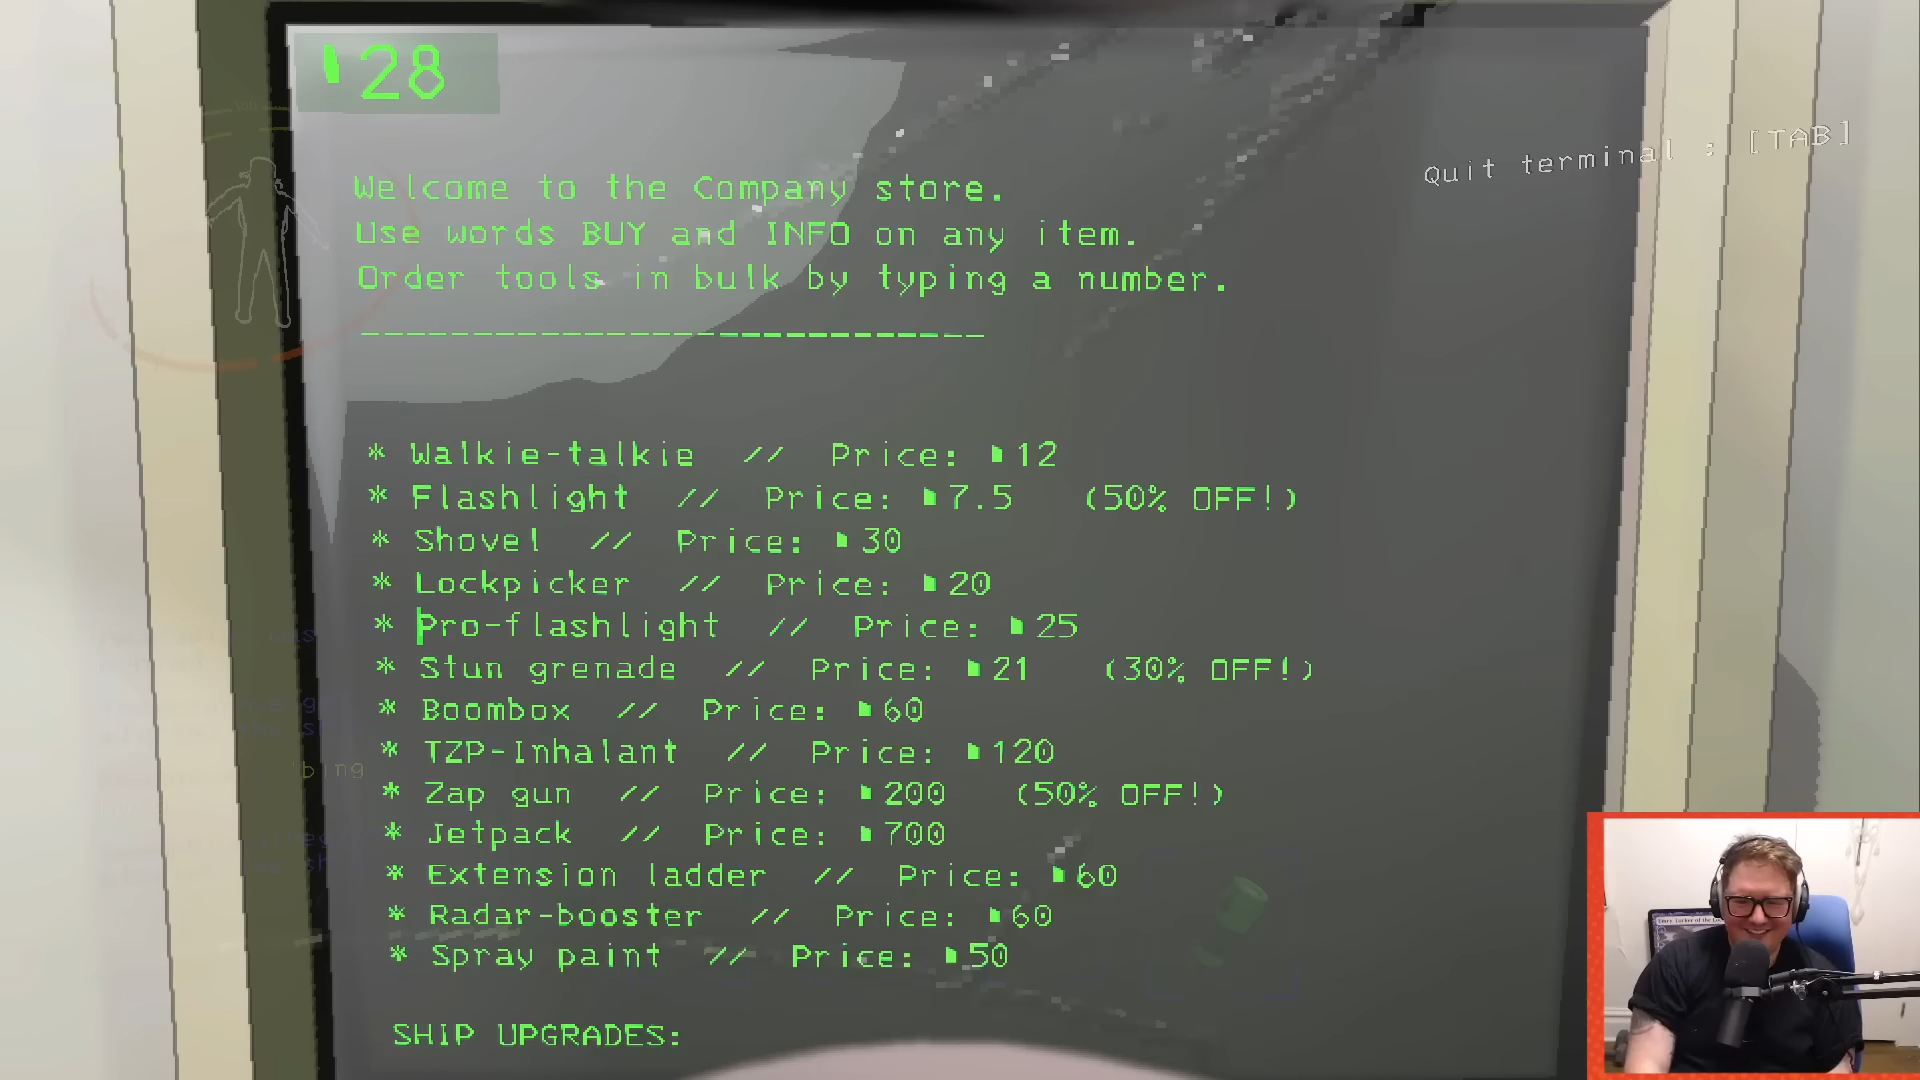 ▮28
Quit terminal : [TAB]
Welcome to the Company store.
Use words BUY and INFO on any item.
Order tools in bulk by typing a number.
----------------------------
* Walkie-talkie // Price: ▮12
* Flashlight // Price: ▮7.5 (50% OFF!)
* Shovel // Price: ▮30
* Lockpicker // Price: ▮20
* Pro-flashlight // Price: ▮25
* Stun grenade // Price: ▮21 (30% OFF!)
* Boombox // Price: ▮60
* TZP-Inhalant // Price: ▮120
* Zap gun // Price: ▮200 (50% OFF!)
* Jetpack // Price: ▮700
* Extension ladder // Price: ▮60
* Radar-booster // Price: ▮60
* Spray paint // Price: ▮50
SHIP UPGRADES: